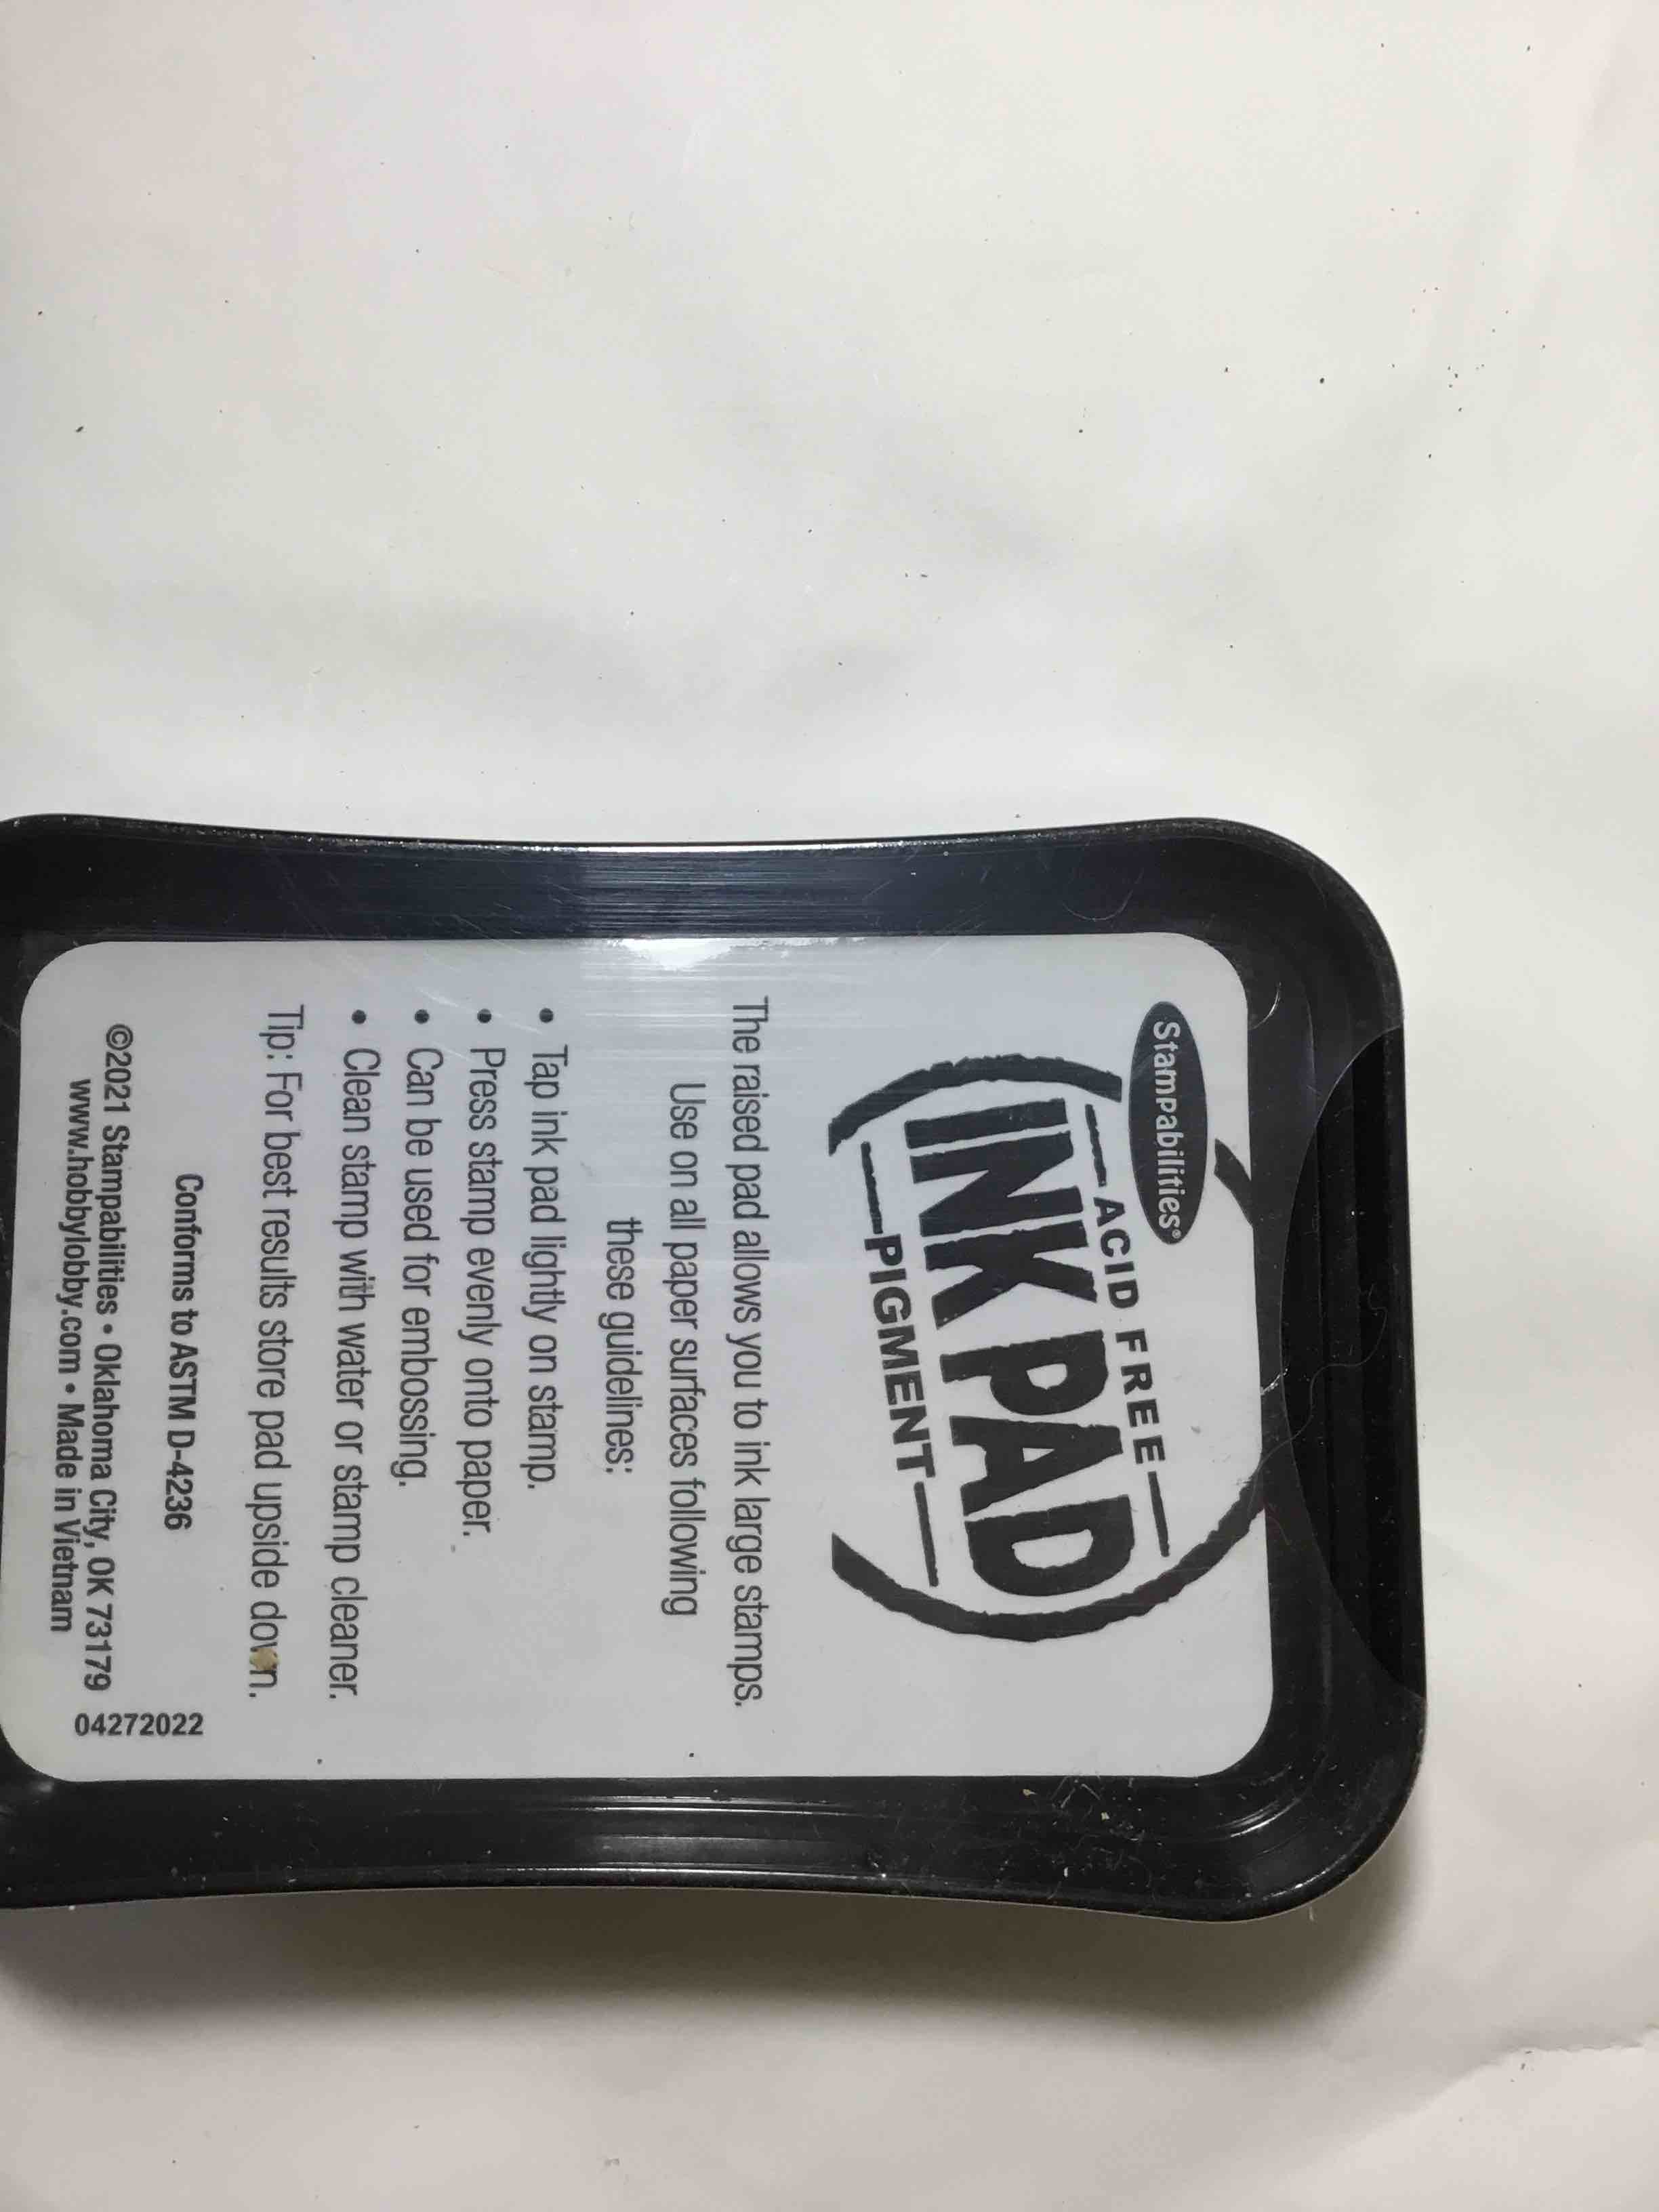 Stampabilities®
ACID FREE
INK PAD
PIGMENT
The raised pad allows you to ink large stamps.
Use on all paper surfaces following
these guidelines:
• Tap ink pad lightly on stamp.
• Press stamp evenly onto paper.
• Can be used for embossing.
• Clean stamp with water or stamp cleaner.
Tip: For best results store pad upside down.
Conforms to ASTM D-4236
©2021 Stampabilities • Oklahoma City, OK 73179
www.hobbylobby.com • Made in Vietnam
04272022